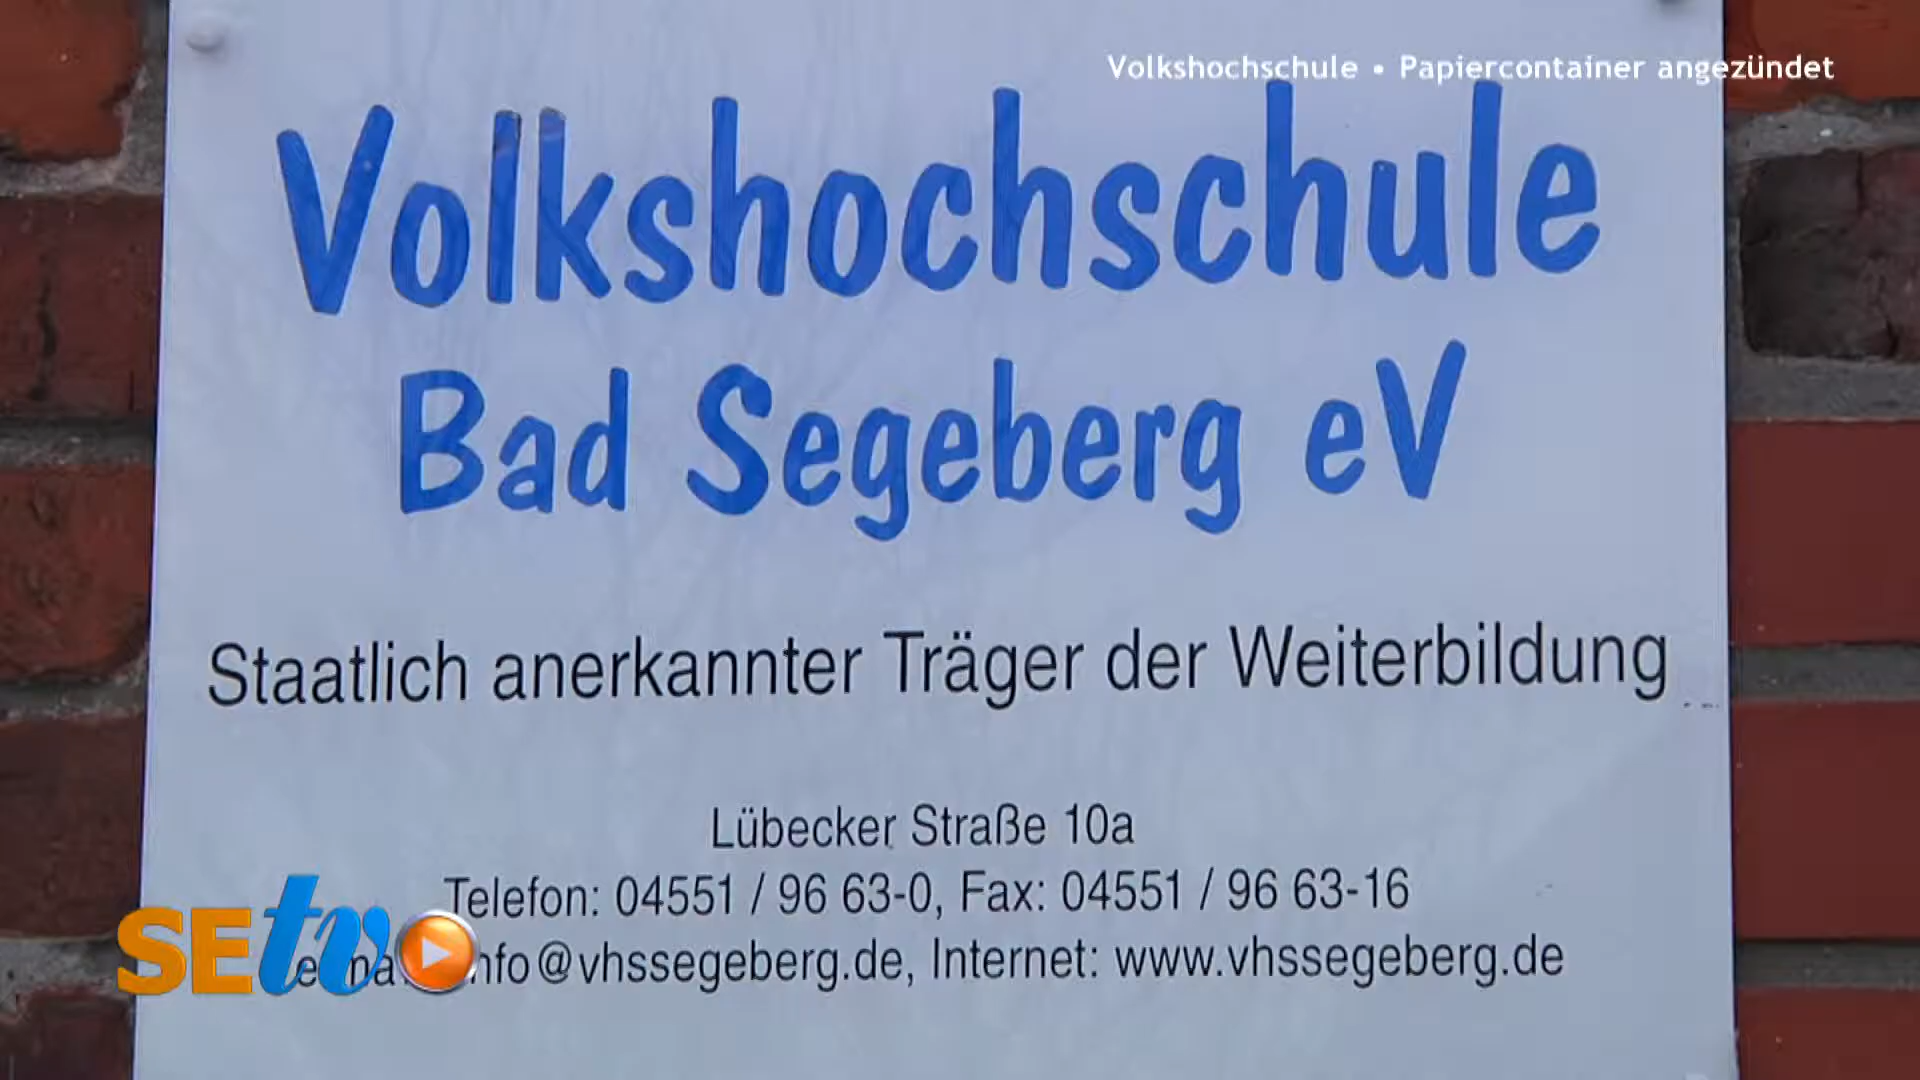 Volkshochschule • Papiercontainer angezündet
Volkshochschule
Bad Segeberg eV
Staatlich anerkannter Träger der Weiterbildung
Lübecker Straße 10a
Telefon: 04551 / 96 63-0, Fax: 04551 / 96 63-16
info@vhssegeberg.de, Internet: www.vhssegeberg.de
SEtv